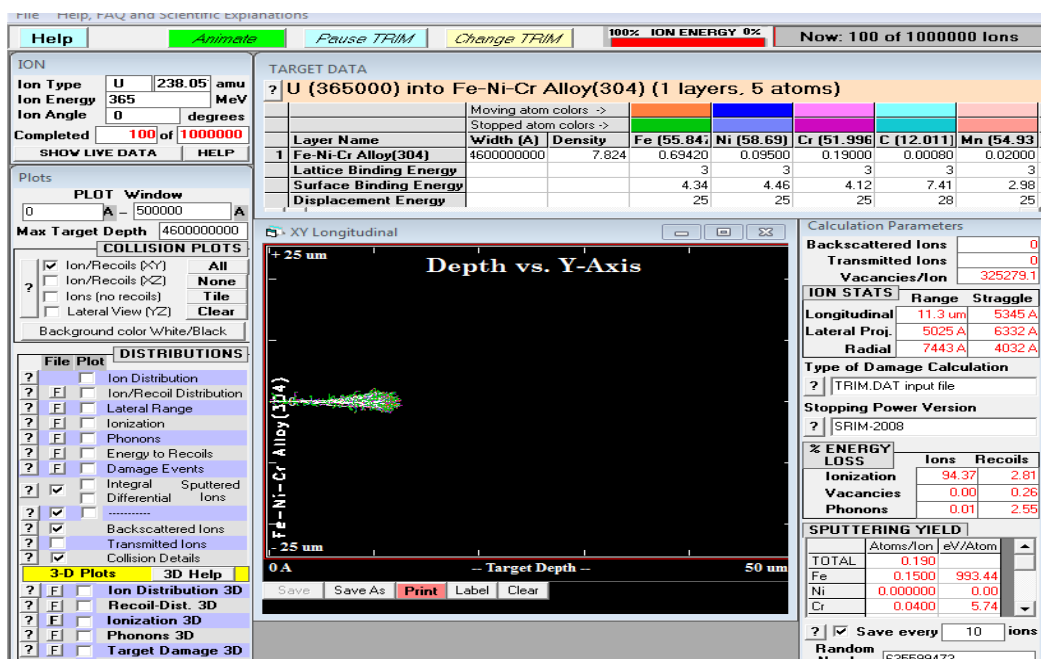 File Help, FAQ and Scientific Explanations
Help Animate Pause TRIM Change TRIM 100% ION ENERGY 0% Now: 100 of 1000000 Ions
ION
Ion Type U 238.05 amu
Ion Energy 365 MeV
Ion Angle 0 degrees
Completed 100 of 1000000
SHOW LIVE DATA HELP
Plots
PLOT Window
0 A - 500000 A
Max Target Depth 4600000000
COLLISION PLOTS
Ion/Recoils (XY) All
? Ion/Recoils (XZ) None
Ions (no recoils) Tile
Lateral View (YZ) Clear
Background color White/Black
DISTRIBUTIONS
File Plot
? Ion Distribution
? F Ion/Recoil Distribution
? F Lateral Range
? F Ionization
? F Phonons
? F Energy to Recoils
? F Damage Events
? Integral Sputtered
Differential Ions
? -----------
? Backscattered Ions
? Transmitted Ions
? Collision Details
3-D Plots 3D Help
? F Ion Distribution 3D
? F Recoil-Dist. 3D
? F Ionization 3D
? F Phonons 3D
? F Target Damage 3D
TARGET DATA
? U (365000) into Fe-Ni-Cr Alloy(304) (1 layers, 5 atoms)
Moving atom colors ->
Stopped atom colors ->
Layer Name Width (A) Density Fe (55.847 Ni (58.69) Cr (51.996 C (12.011) Mn (54.93
1 Fe-Ni-Cr Alloy(304) 4600000000 7.824 0.69420 0.09500 0.19000 0.00080 0.02000
Lattice Binding Energy 3 3 3 3 3
Surface Binding Energy 4.34 4.46 4.12 7.41 2.98
Displacement Energy 25 25 25 28 25
XY Longitudinal
+ 25 um
Depth vs. Y-Axis
Fe-Ni-Cr Alloy(304)
- 25 um
0 A -- Target Depth -- 50 um
Save Save As Print Label Clear
Calculation Parameters
Backscattered Ions 0
Transmitted Ions 0
Vacancies/Ion 325279.1
ION STATS Range Straggle
Longitudinal 11.3 um 5345 A
Lateral Proj. 5025 A 6332 A
Radial 7443 A 4032 A
Type of Damage Calculation
? TRIM.DAT input file
Stopping Power Version
? SRIM-2008
% ENERGY LOSS Ions Recoils
Ionization 94.37 2.81
Vacancies 0.00 0.26
Phonons 0.01 2.55
SPUTTERING YIELD
Atoms/Ion eV/Atom
TOTAL 0.190
Fe 0.1500 993.44
Ni 0.000000 0.00
Cr 0.0400 5.74
? Save every 10 ions
Random